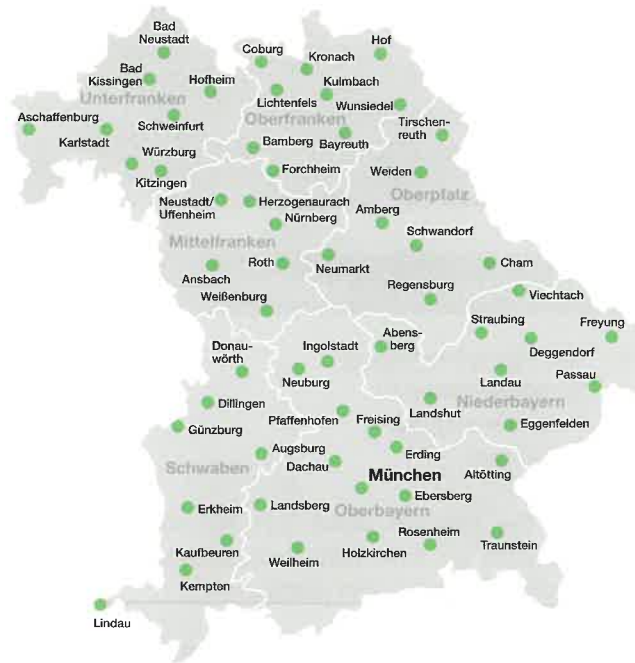 Bad
Neustadt
Coburg
Kronach
Hof
Bad
Kissingen
Hofheim
Kulmbach
Unterfranken
Lichtenfels
Wunsiedel
Aschaffenburg
Karlstadt
Schweinfurt
Oberfranken
Tirschen-
reuth
Bamberg
Bayreuth
Würzburg
Kitzingen
Forchheim
Weiden
Oberpfalz
Neustadt/
Uffenheim
Herzogenaurach
Nürnberg
Amberg
Schwandorf
Mittelfranken
Ansbach
Roth
Neumarkt
Cham
Weißenburg
Regensburg
Viechtach
Straubing
Freyung
Donau-
wörth
Ingolstadt
Abens-
berg
Deggendorf
Neuburg
Landau
Passau
Dillingen
Pfaffenhofen
Freising
Landshut
Niederbayern
Günzburg
Eggenfelden
Augsburg
Dachau
Erding
Schwaben
München
Altötting
Erkheim
Landsberg
Ebersberg
Oberbayern
Kaufbeuren
Weilheim
Holzkirchen
Rosenheim
Traunstein
Kempton
Lindau